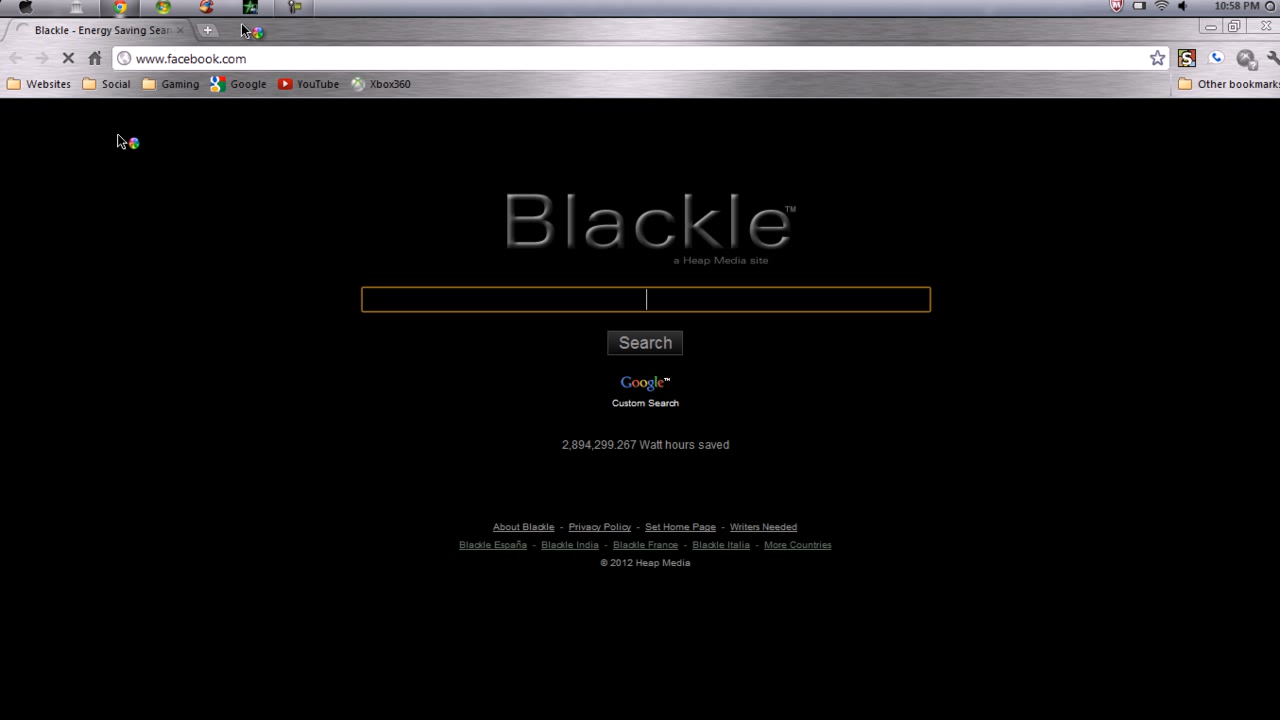 10:58 PM
Blackle - Energy Saving Sear
www.facebook.com
Websites Social Gaming Google YouTube Xbox360 Other bookmarks
Blackle™
a Heap Media site
Search
Google™
Custom Search
2,894,299.267 Watt hours saved
About Blackle - Privacy Policy - Set Home Page - Writers Needed
Blackle España - Blackle India - Blackle France - Blackle Italia - More Countries
© 2012 Heap Media